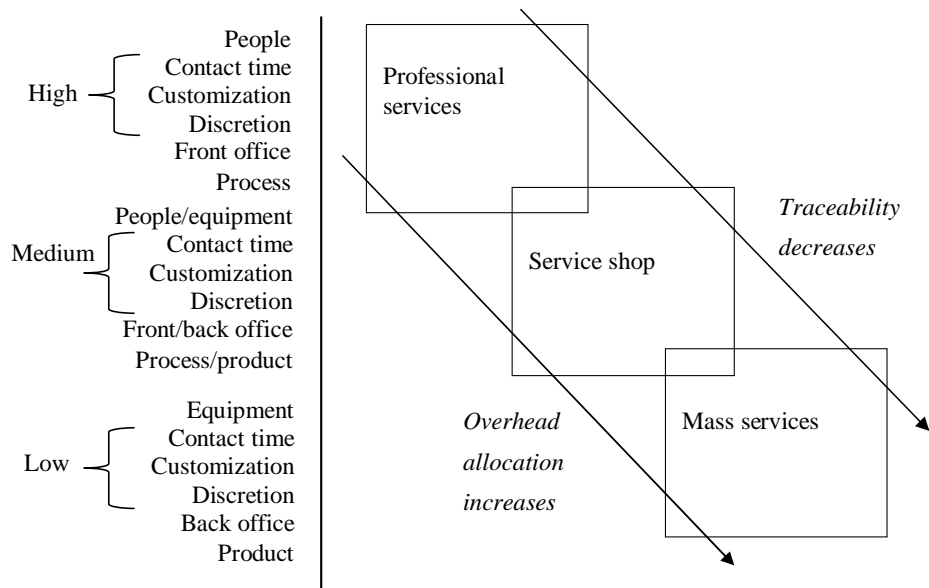 People
Contact time
High
Customization
Discretion
Front office
Process
People/equipment
Medium
Contact time
Customization
Discretion
Front/back office
Process/product
Equipment
Contact time
Low
Customization
Discretion
Back office
Product
Professional
services
Service shop
Mass services
Traceability
decreases
Overhead
allocation
increases